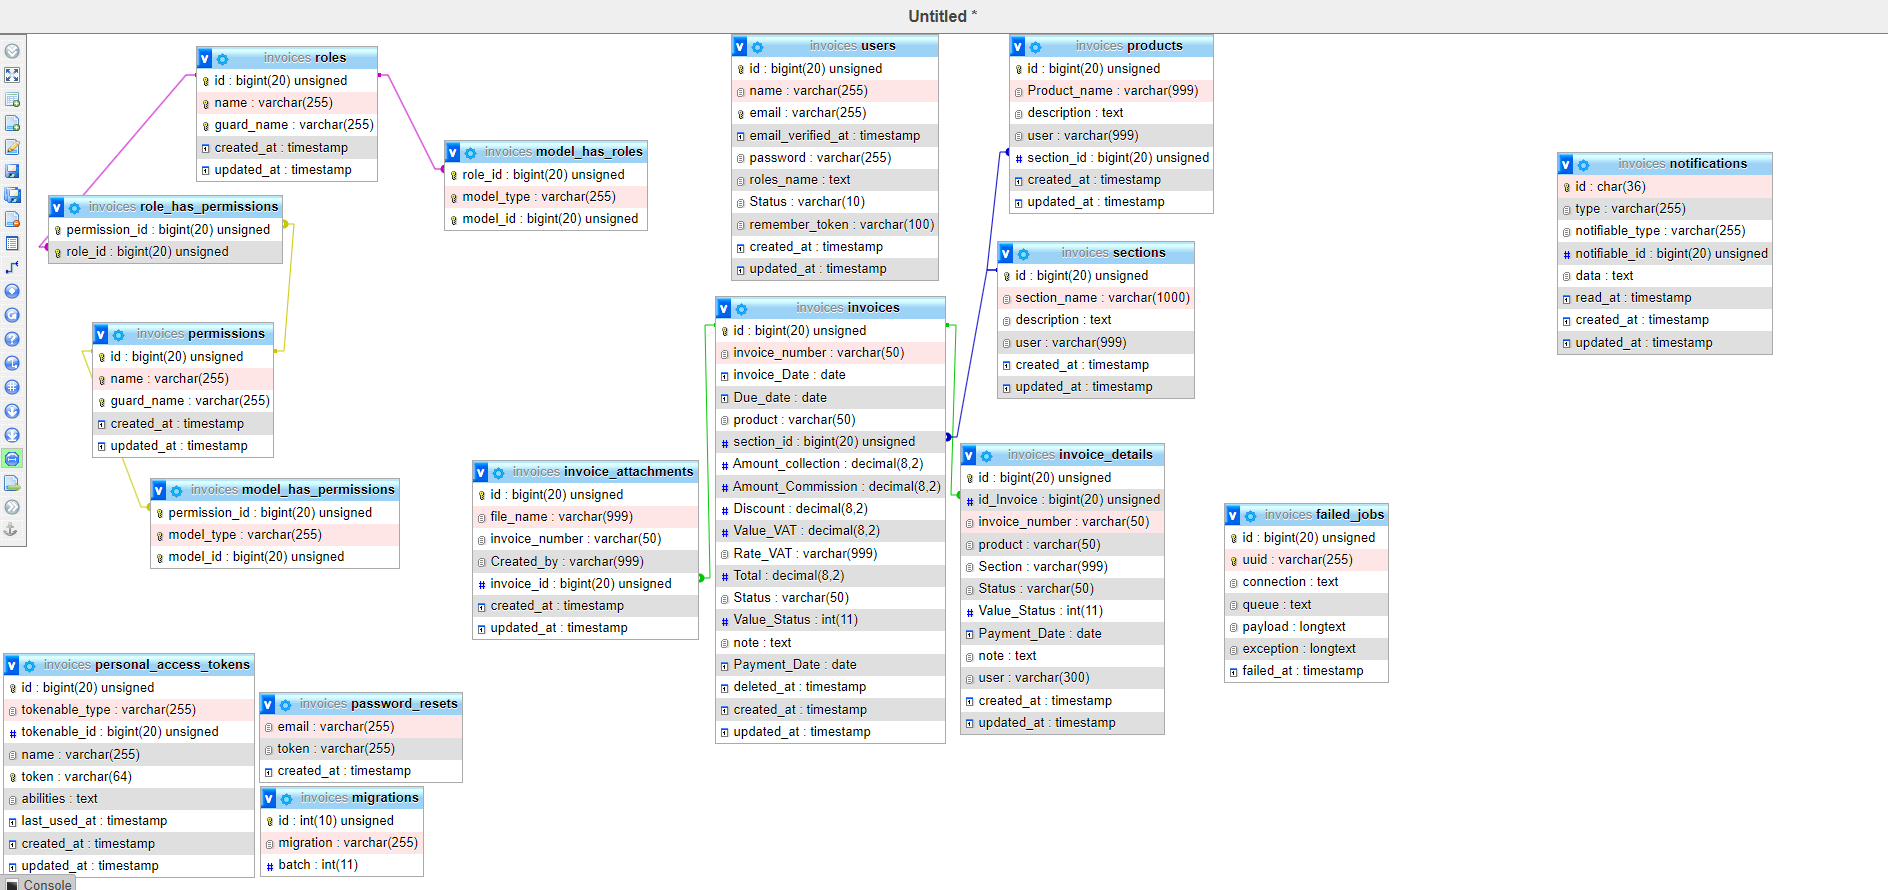 Untitled *
invoices roles
id : bigint(20) unsigned
name : varchar(255)
guard_name : varchar(255)
created_at : timestamp
updated_at : timestamp
invoices model_has_roles
role_id : bigint(20) unsigned
model_type : varchar(255)
model_id : bigint(20) unsigned
invoices role_has_permissions
permission_id : bigint(20) unsigned
role_id : bigint(20) unsigned
invoices permissions
id : bigint(20) unsigned
name : varchar(255)
guard_name : varchar(255)
created_at : timestamp
updated_at : timestamp
invoices model_has_permissions
permission_id : bigint(20) unsigned
model_type : varchar(255)
model_id : bigint(20) unsigned
invoices users
id : bigint(20) unsigned
name : varchar(255)
email : varchar(255)
email_verified_at : timestamp
password : varchar(255)
roles_name : text
Status : varchar(10)
remember_token : varchar(100)
created_at : timestamp
updated_at : timestamp
invoices products
id : bigint(20) unsigned
Product_name : varchar(999)
description : text
user : varchar(999)
section_id : bigint(20) unsigned
created_at : timestamp
updated_at : timestamp
invoices sections
id : bigint(20) unsigned
section_name : varchar(1000)
description : text
user : varchar(999)
created_at : timestamp
updated_at : timestamp
invoices notifications
id : char(36)
type : varchar(255)
notifiable_type : varchar(255)
notifiable_id : bigint(20) unsigned
data : text
read_at : timestamp
created_at : timestamp
updated_at : timestamp
invoices invoices
id : bigint(20) unsigned
invoice_number : varchar(50)
invoice_Date : date
Due_date : date
product : varchar(50)
section_id : bigint(20) unsigned
Amount_collection : decimal(8,2)
Amount_Commission : decimal(8,2)
Discount : decimal(8,2)
Value_VAT : decimal(8,2)
Rate_VAT : varchar(999)
Total : decimal(8,2)
Status : varchar(50)
Value_Status : int(11)
note : text
Payment_Date : date
deleted_at : timestamp
created_at : timestamp
updated_at : timestamp
invoices invoice_attachments
id : bigint(20) unsigned
file_name : varchar(999)
invoice_number : varchar(50)
Created_by : varchar(999)
invoice_id : bigint(20) unsigned
created_at : timestamp
updated_at : timestamp
invoices invoice_details
id : bigint(20) unsigned
id_Invoice : bigint(20) unsigned
invoice_number : varchar(50)
product : varchar(50)
Section : varchar(999)
Status : varchar(50)
Value_Status : int(11)
Payment_Date : date
note : text
user : varchar(300)
created_at : timestamp
updated_at : timestamp
invoices failed_jobs
id : bigint(20) unsigned
uuid : varchar(255)
connection : text
queue : text
payload : longtext
exception : longtext
failed_at : timestamp
invoices personal_access_tokens
id : bigint(20) unsigned
tokenable_type : varchar(255)
tokenable_id : bigint(20) unsigned
name : varchar(255)
token : varchar(64)
abilities : text
last_used_at : timestamp
created_at : timestamp
updated_at : timestamp
invoices password_resets
email : varchar(255)
token : varchar(255)
created_at : timestamp
invoices migrations
id : int(10) unsigned
migration : varchar(255)
batch : int(11)
Console